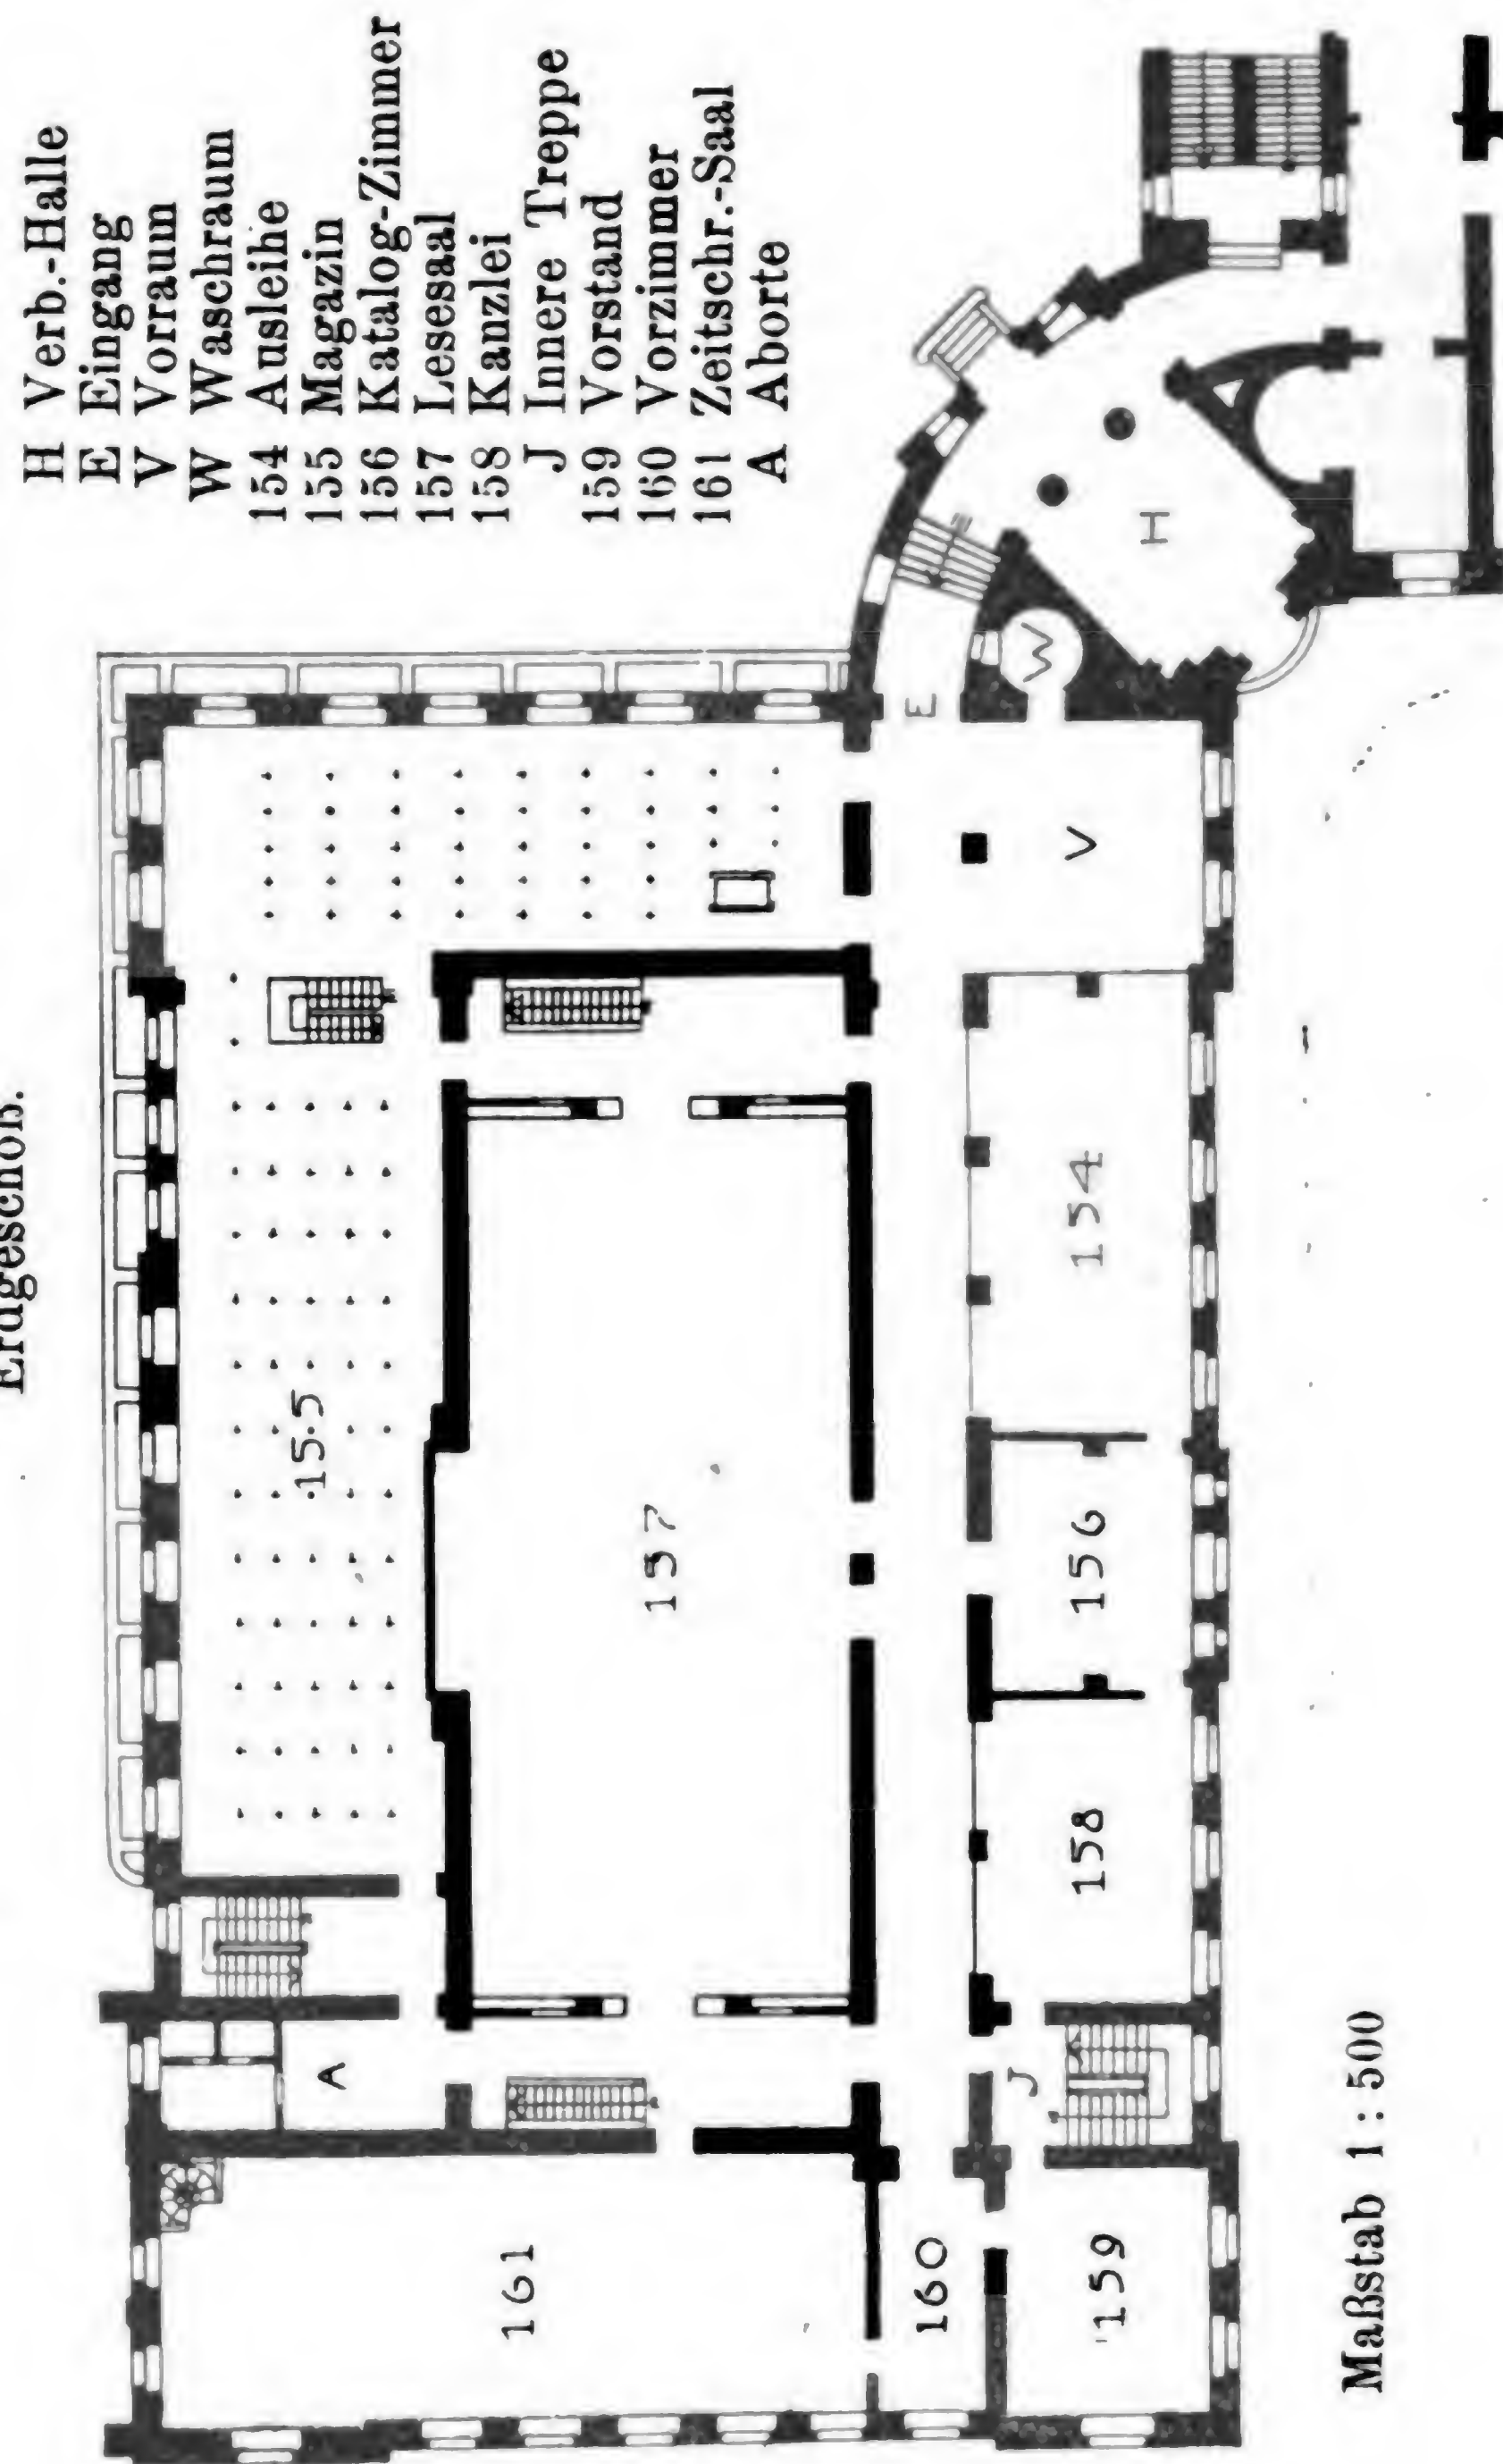 Erdgeschoß.
H Verb.-Halle
E Eingang
V Vorraum
W Waschraum
154 Ausleihe
155 Magazin
156 Katalog-Zimmer
157 Lesesaal
158 Kanzlei
J Innere Treppe
159 Vorstand
160 Vorzimmer
161 Zeitschr.-Saal
A Aborte
161
A
155
157
160
159
J
158
156
154
V
E
W
H
Maßstab 1 : 500